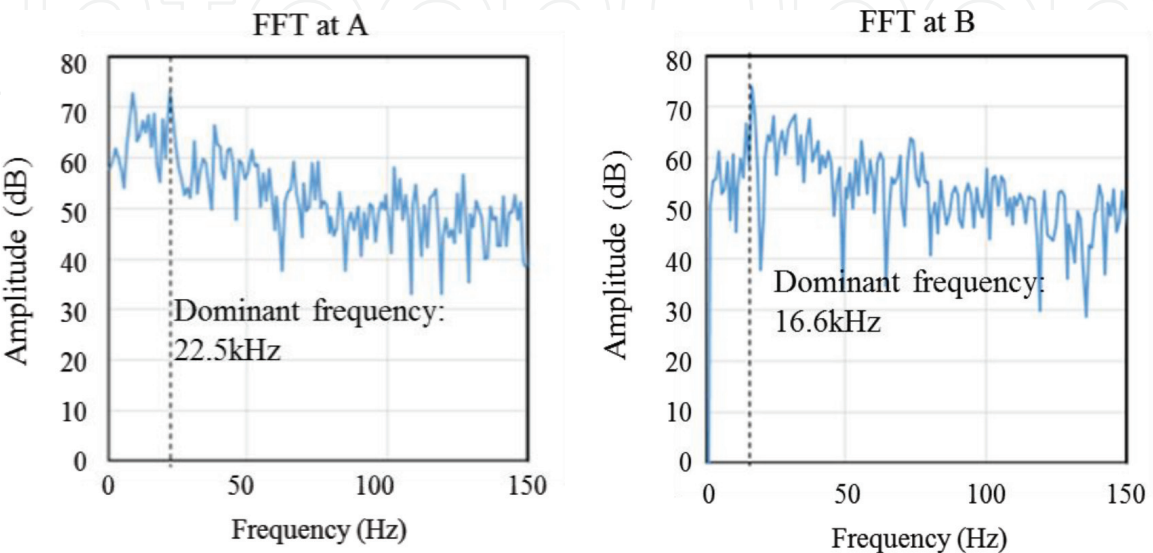 FFT at A
Amplitude (dB)
80
70
60
50
40
30
20
10
0
Dominant frequency:
22.5kHz
0 50 100 150
Frequency (Hz)
FFT at B
Amplitude (dB)
80
70
60
50
40
30
20
10
0
Dominant frequency:
16.6kHz
0 50 100 150
Frequency (Hz)